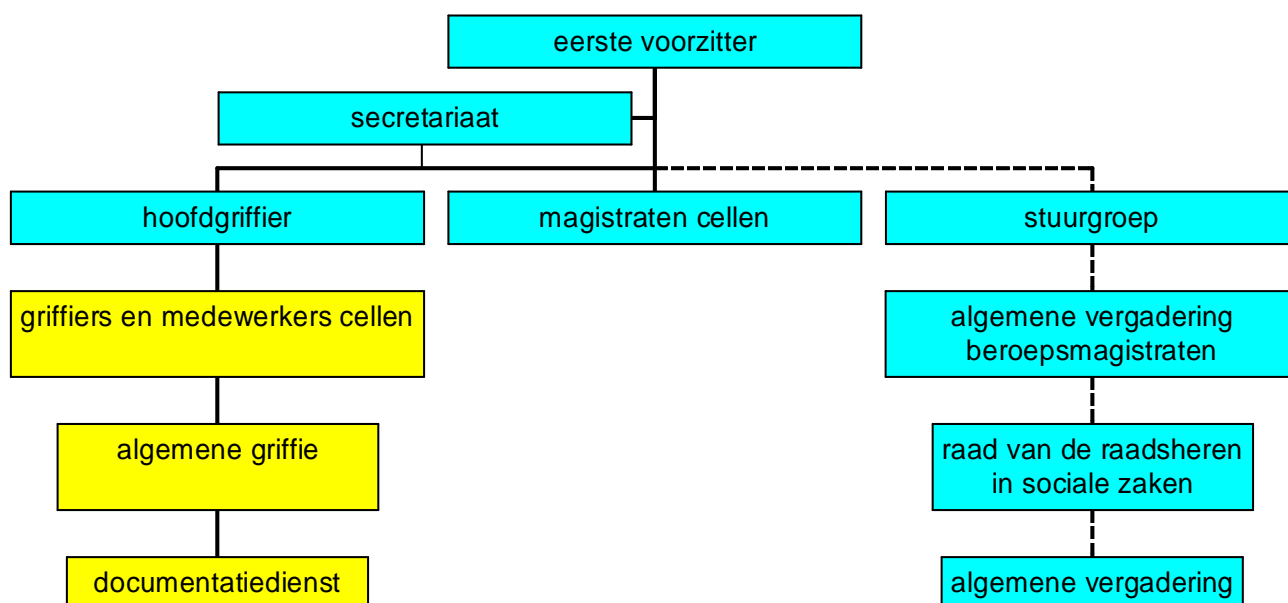 eerste voorzitter
secretariaat
hoofdgriffier
magistraten cellen
stuurgroep
griffiers en medewerkers cellen
algemene vergadering
beroepsmagistraten
algemene griffie
raad van de raadsheren
in sociale zaken
documentatiedienst
algemene vergadering